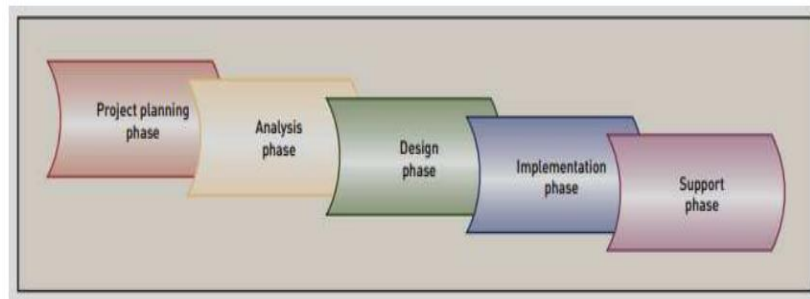 Project planning
phase
Analysis
phase
Design
phase
Implementation
phase
Support
phase